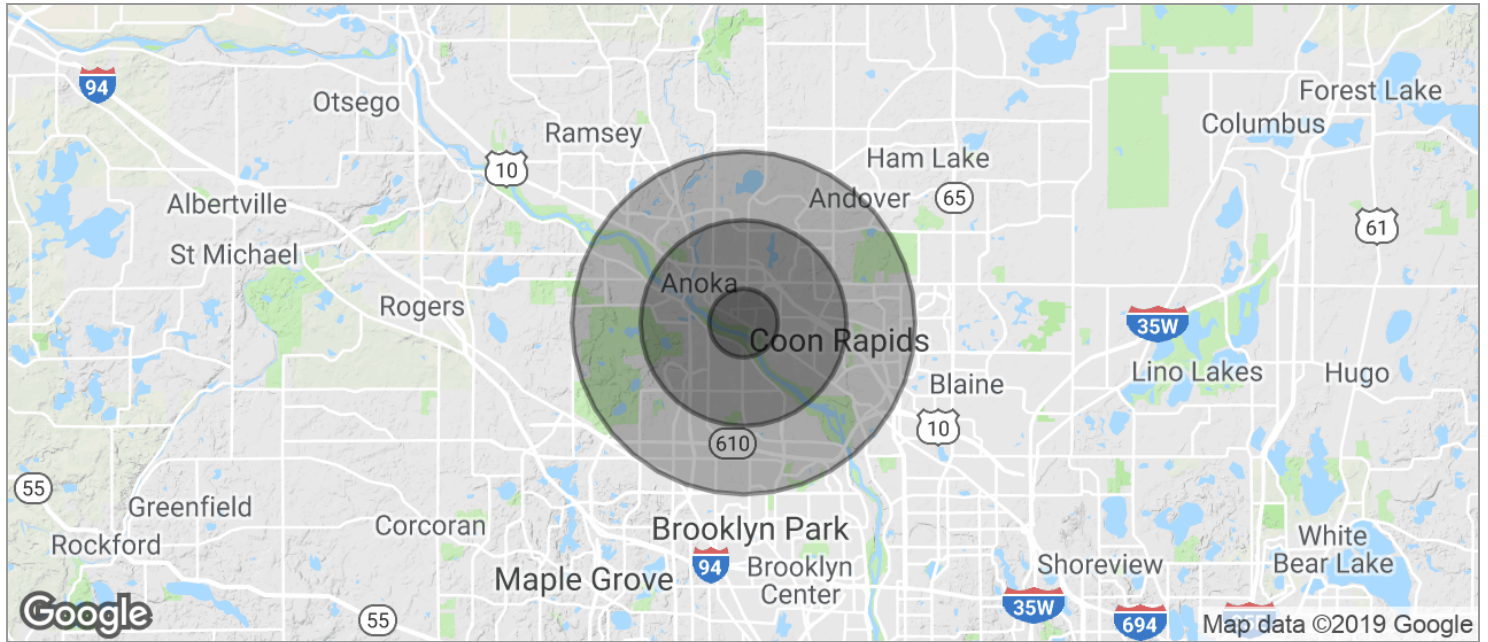 94
Otsego
Forest Lake
Columbus
Ramsey
10
Ham Lake
Andover
65
Albertville
61
St Michael
Anoka
Rogers
35W
Coon Rapids
Lino Lakes
Hugo
Blaine
10
610
55
Greenfield
Corcoran
Rockford
Brooklyn Park
White
Bear Lake
94
Brooklyn
Center
Shoreview
Maple Grove
35W
694
55
Google
Map data ©2019 Google